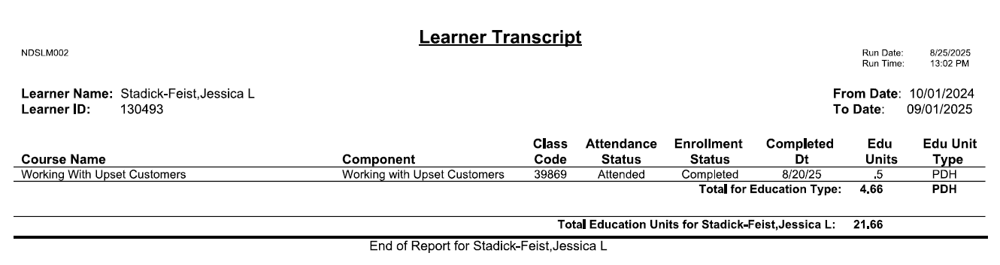 Learner Transcript
NDSLM002
Run Date: 8/25/2025
Run Time: 13:02 PM
Learner Name: Stadick-Feist,Jessica L
Learner ID: 130493
From Date: 10/01/2024
To Date: 09/01/2025
Class Attendance Enrollment Completed Edu Edu Unit
Course Name Component Code Status Status Dt Units Type
Working With Upset Customers Working with Upset Customers 39869 Attended Completed 8/20/25 .5 PDH
Total for Education Type: 4.66 PDH
Total Education Units for Stadick-Feist,Jessica L: 21.66
End of Report for Stadick-Feist,Jessica L